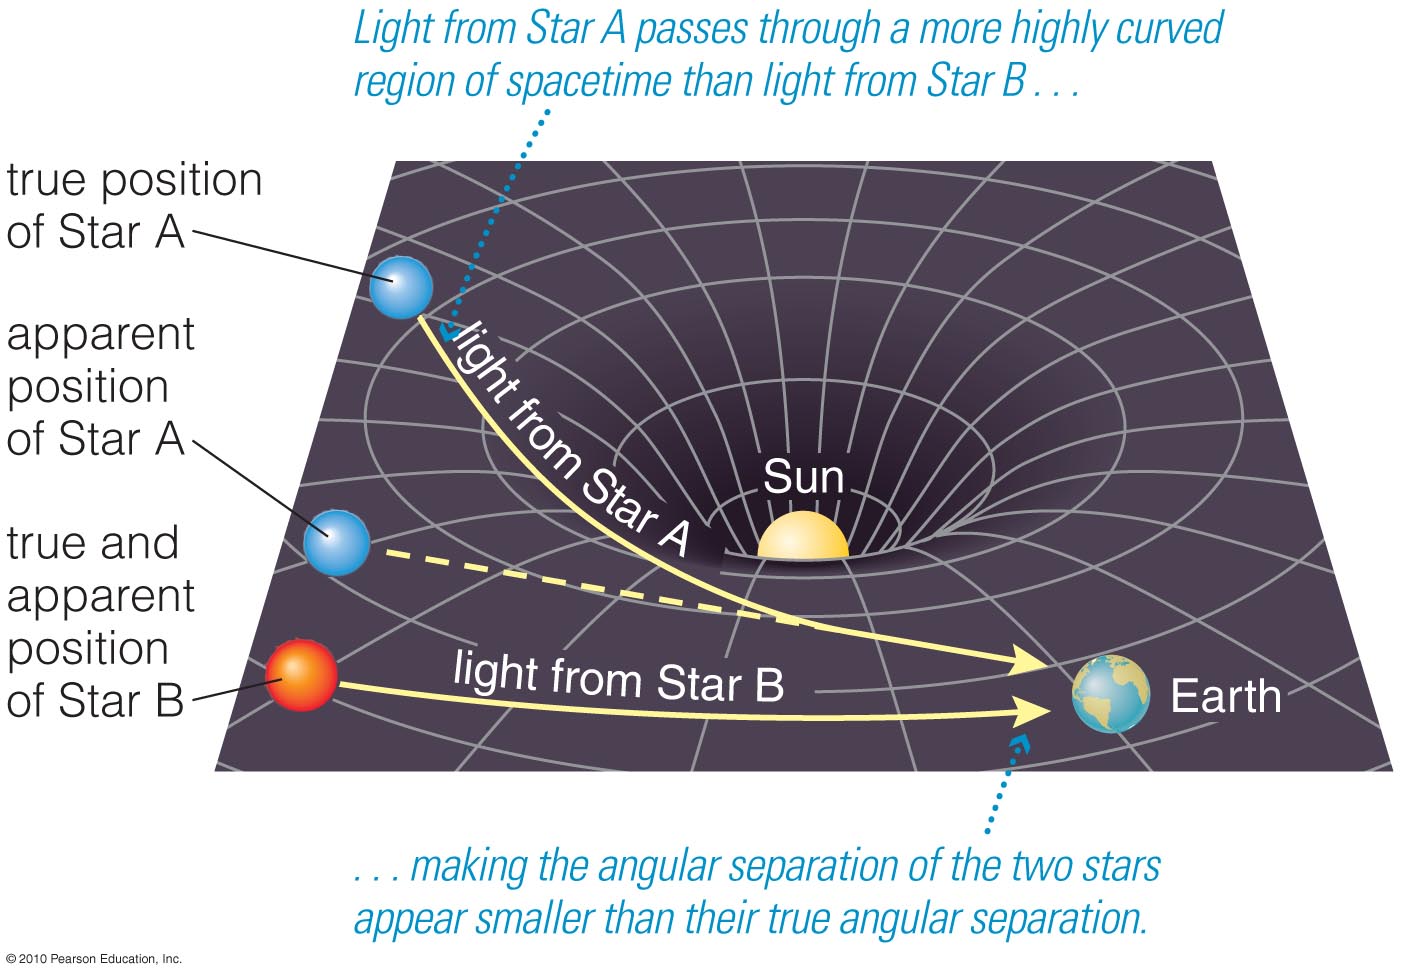 Light from Star A passes through a more highly curved
region of spacetime than light from Star B . . .
true position
of Star A
apparent
position
of Star A
true and
apparent
position
of Star B
light from Star A
Sun
light from Star B
Earth
. . . making the angular separation of the two stars
appear smaller than their true angular separation.
© 2010 Pearson Education, Inc.